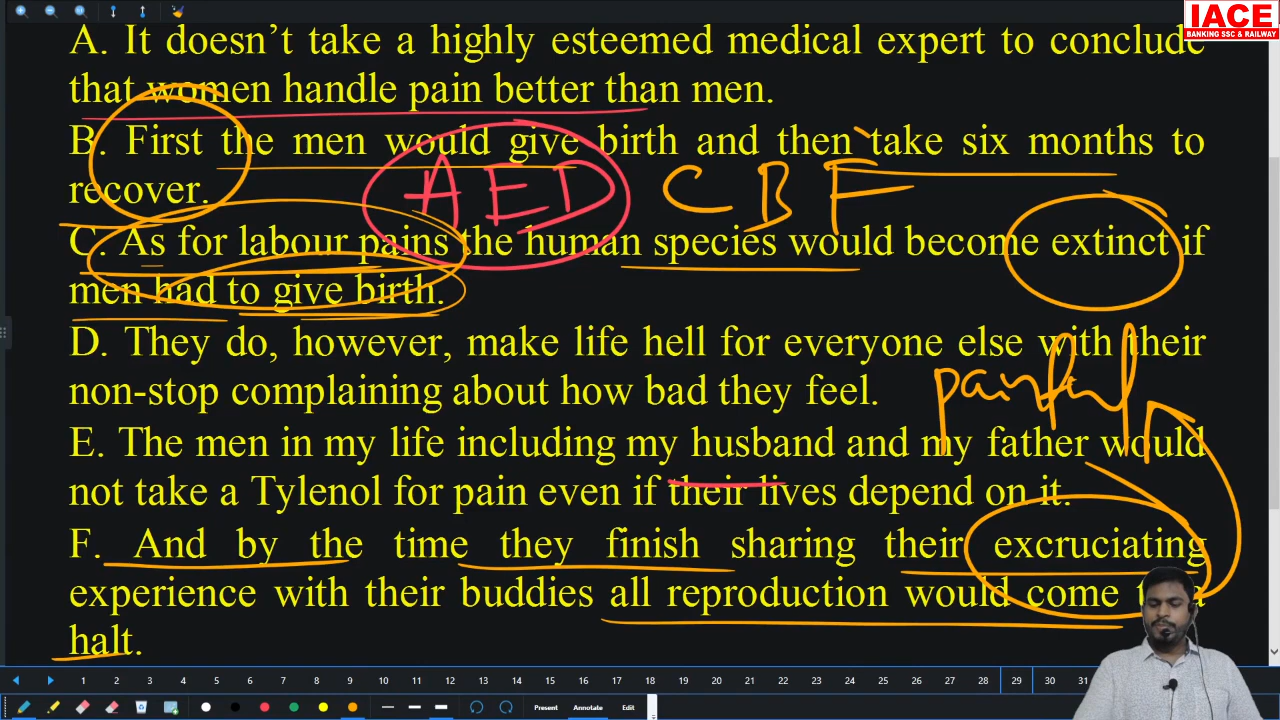 IACE
BANKING SSC & RAILWAY
A. It doesn’t take a highly esteemed medical expert to conclude
that women handle pain better than men.
B. First the men would give birth and then take six months to
recover.
AED CBF
C. As for labour pains the human species would become extinct if
men had to give birth.
D. They do, however, make life hell for everyone else with their
non-stop complaining about how bad they feel.
painful
E. The men in my life including my husband and my father would
not take a Tylenol for pain even if their lives depend on it.
F. And by the time they finish sharing their excruciating
experience with their buddies all reproduction would come
halt.
1 2 3 4 5 6 7 8 9 10 11 12 13 14 15 16 17 18 19 20 21 22 23 24 25 26 27 28 29 30 31
Present Annotate Edit